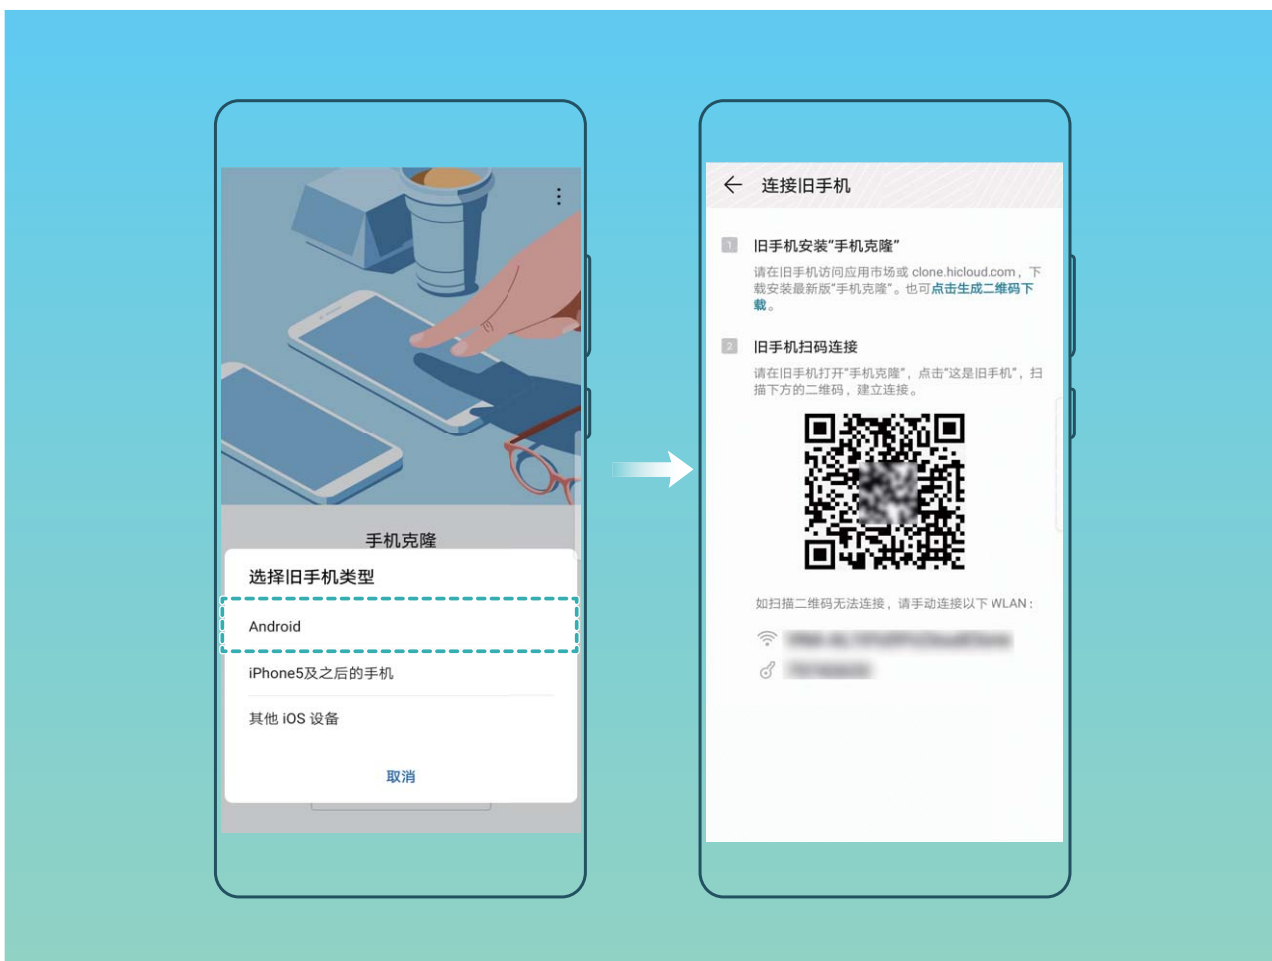 手机克隆
选择旧手机类型
Android
iPhone5及之后的手机
其他 iOS 设备
取消
连接旧手机
1 旧手机安装“手机克隆”
请在旧手机访问应用市场或 clone.hicloud.com，下
载安装最新版“手机克隆”。也可点击生成二维码下
载。
2 旧手机扫码连接
请在旧手机打开“手机克隆”，点击“这是旧手机”，扫
描下方的二维码，建立连接。
如扫描二维码无法连接，请手动连接以下 WLAN：